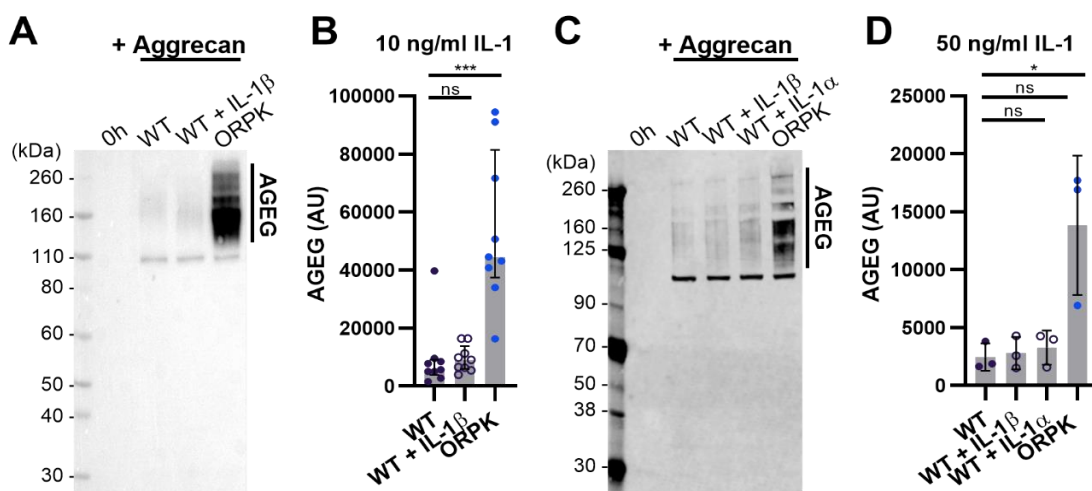 A
+ Aggrecan
0h
WT
WT + IL-1β
ORPK
(kDa)
260
160
110
80
60
50
40
30
AGEG
B
10 ng/ml IL-1
***
ns
AGEG (AU)
100000
80000
60000
40000
20000
0
WT
WT + IL-1β
ORPK
C
+ Aggrecan
0h
WT
WT + IL-1β
WT + IL-1α
ORPK
(kDa)
260
160
125
90
70
50
38
30
AGEG
D
50 ng/ml IL-1
*
ns
ns
AGEG (AU)
25000
20000
15000
10000
5000
0
WT
WT + IL-1β
WT + IL-1α
ORPK